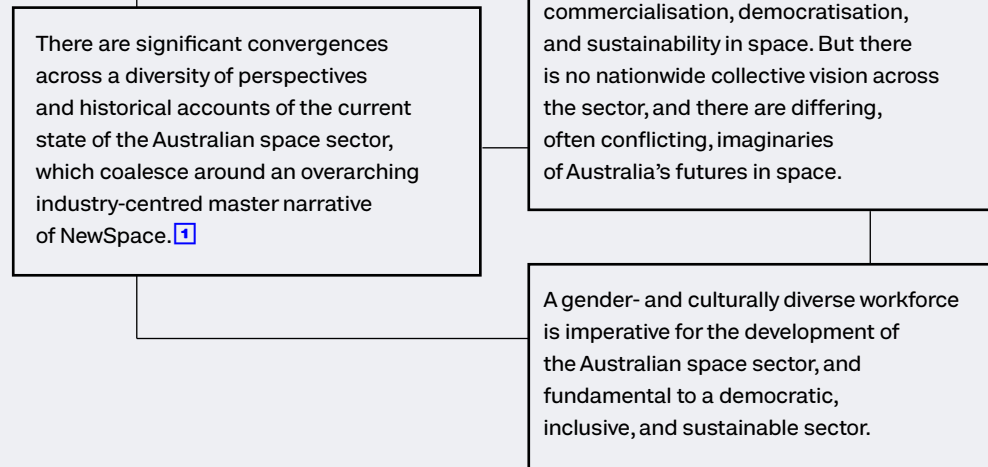 There are significant convergences
across a diversity of perspectives
and historical accounts of the current
state of the Australian space sector,
which coalesce around an overarching
industry-centred master narrative
of NewSpace. 1
commercialisation, democratisation,
and sustainability in space. But there
is no nationwide collective vision across
the sector, and there are differing,
often conflicting, imaginaries
of Australia’s futures in space.
A gender- and culturally diverse workforce
is imperative for the development of
the Australian space sector, and
fundamental to a democratic,
inclusive, and sustainable sector.